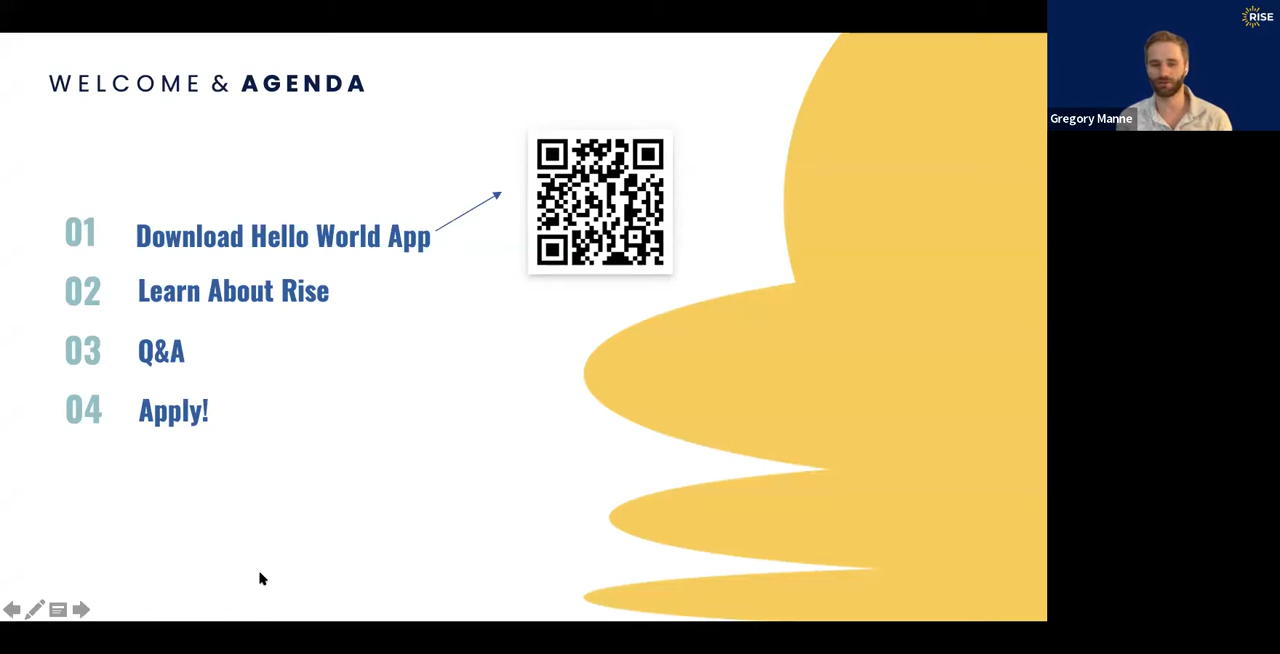 WELCOME & AGENDA
01 Download Hello World App
02 Learn About Rise
03 Q&A
04 Apply!
RISE
Gregory Manne